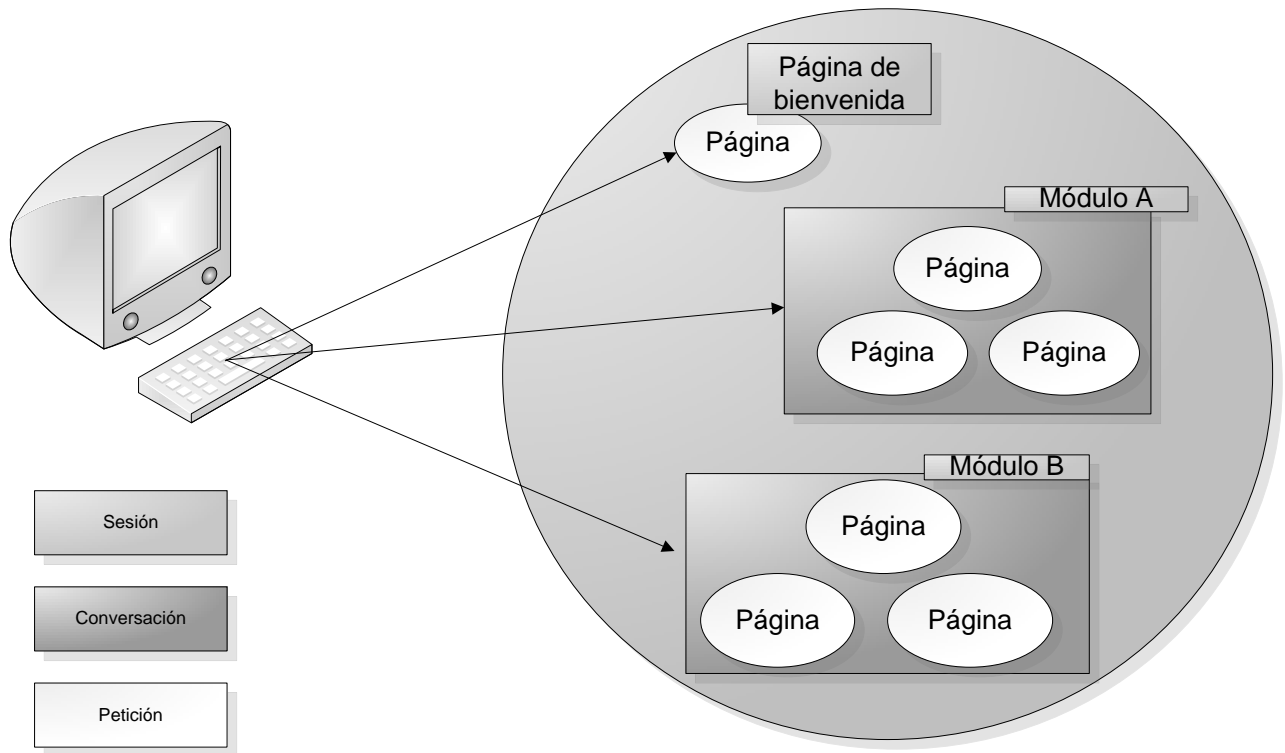 Página de
bienvenida
Página
Módulo A
Página
Página
Página
Módulo B
Página
Página
Página
Sesión
Conversación
Petición